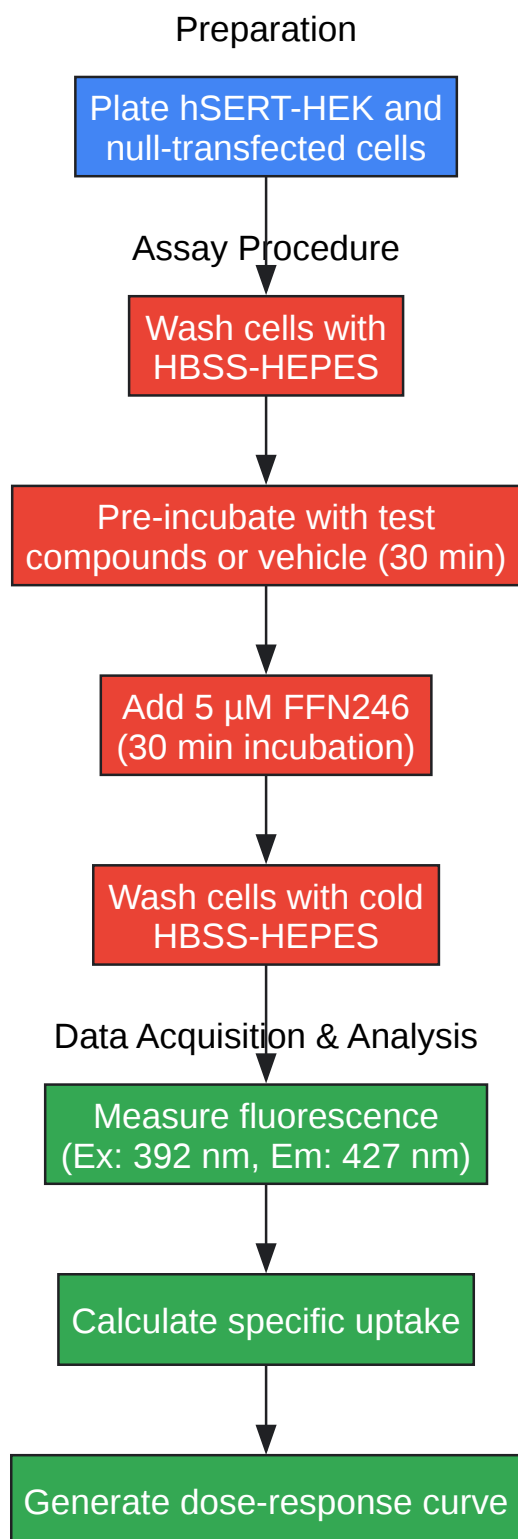 Preparation
Plate hSERT-HEK and
null-transfected cells
Assay Procedure
Wash cells with
HBSS-HEPES
Pre-incubate with test
compounds or vehicle (30 min)
Add 5 µM FFN246
(30 min incubation)
Wash cells with cold
HBSS-HEPES
Data Acquisition & Analysis
Measure fluorescence
(Ex: 392 nm, Em: 427 nm)
Calculate specific uptake
Generate dose-response curve